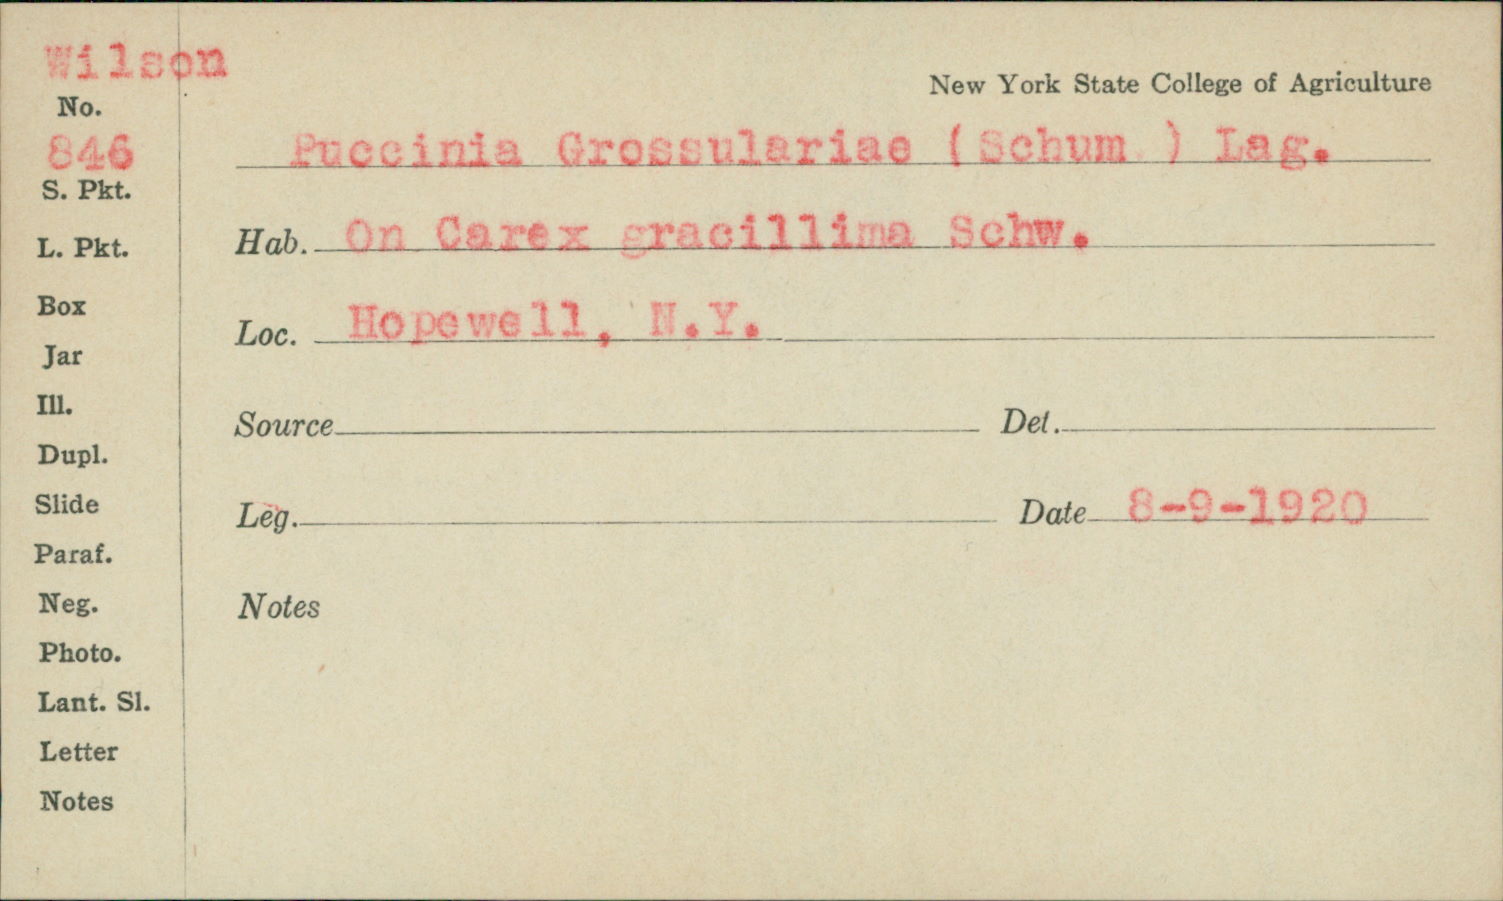 Wilson
No.
846
S. Pkt.
L. Pkt.
Box
Jar
Ill.
Dupl.
Slide
Paraf.
Neg.
Photo.
Lant. Sl.
Letter
Notes
New York State College of Agriculture
Puccinia Grossulariae (Schum.) Lag.
Hab. On Carex gracillima Schw.
Loc. Hopewell, N.Y.
Source Det.
Leg. Date 8-9-1920
Notes